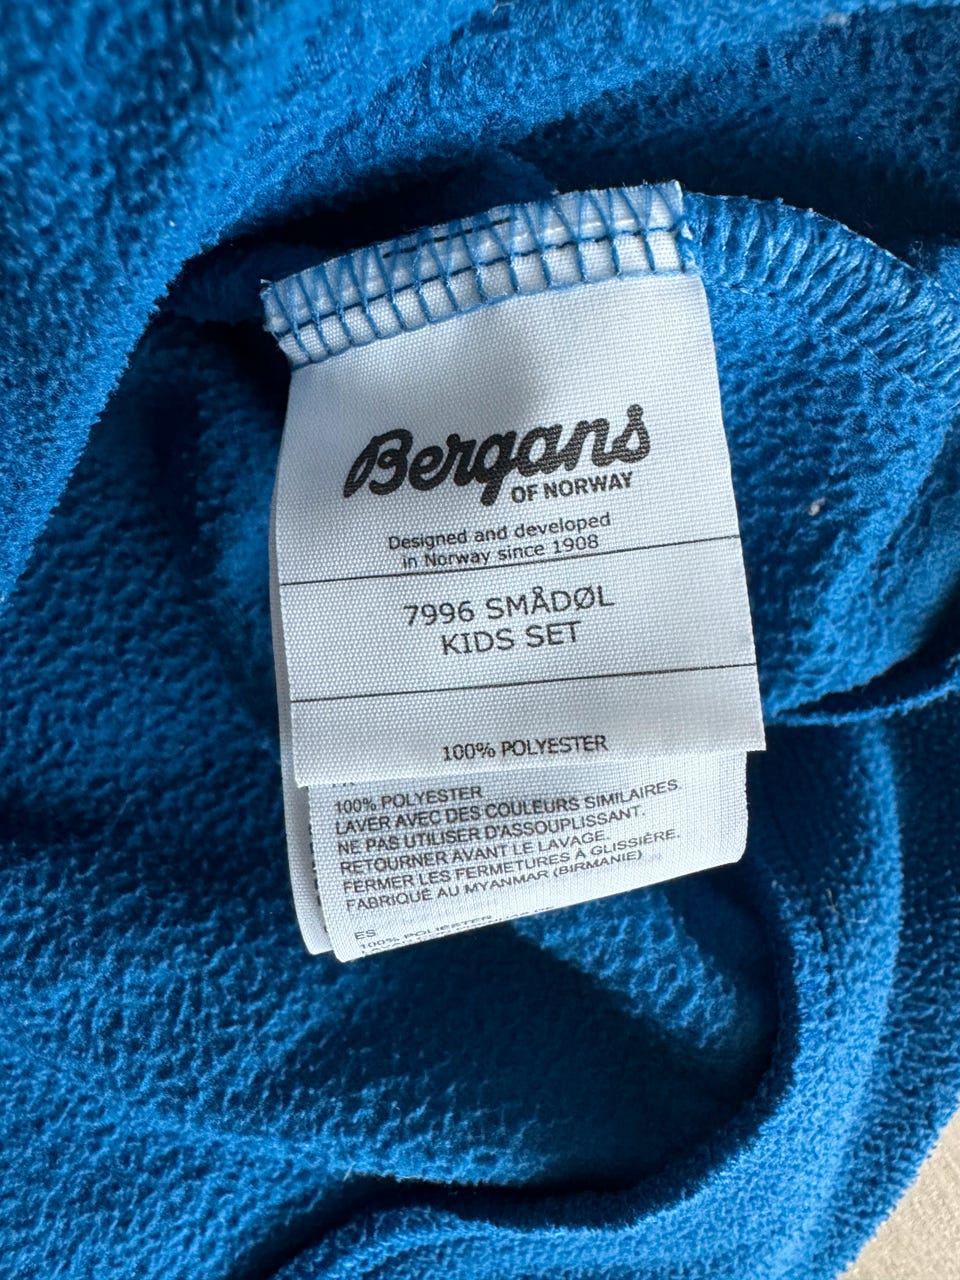 Bergans
OF NORWAY
Designed and developed
in Norway since 1908
7996 SMÅDØL
KIDS SET
100% POLYESTER
100% POLYESTER
LAVER AVEC DES COULEURS SIMILAIRES.
NE PAS UTILISER D'ASSOUPLISSANT.
RETOURNER AVANT LE LAVAGE.
FERMER LES FERMETURES À GLISSIÈRE.
FABRIQUÉ AU MYANMAR (BIRMANIE)
ES
100% POLIÉSTER